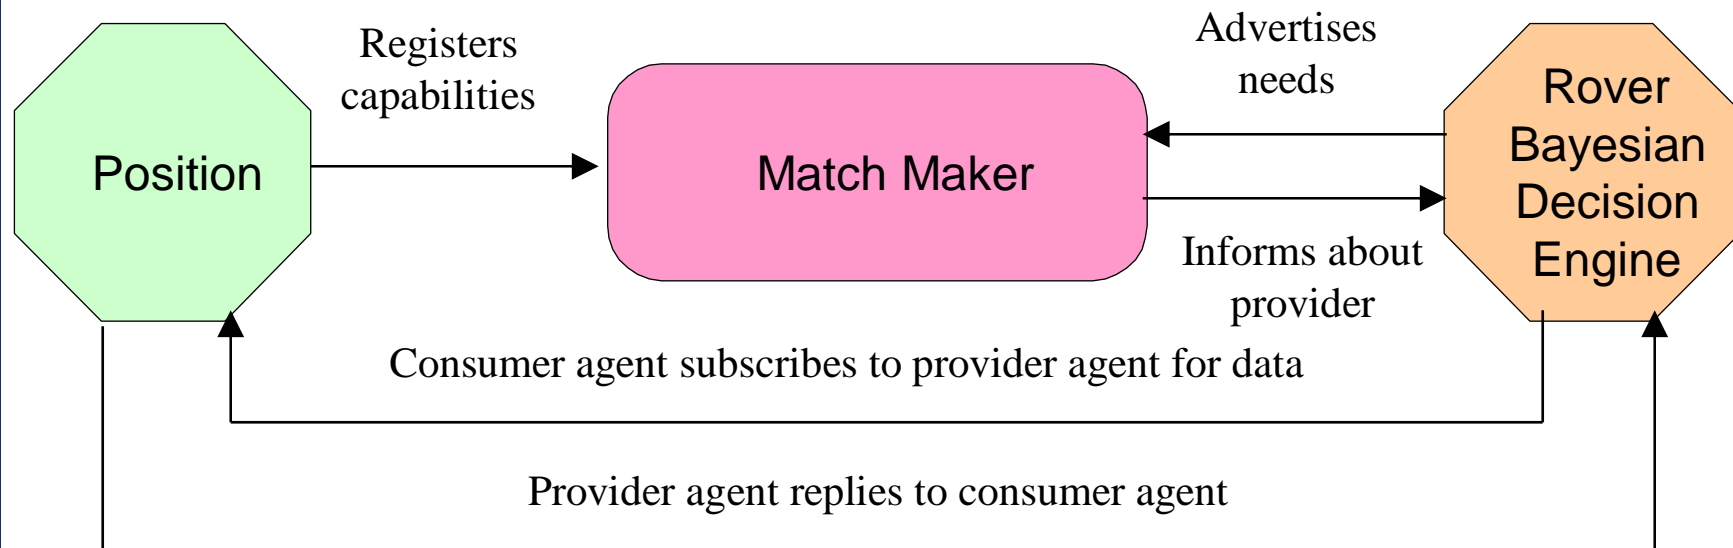 Registers
capabilities
Advertises
needs
Position
Match Maker
Rover
Bayesian
Decision
Engine
Informs about
provider
Consumer agent subscribes to provider agent for data
Provider agent replies to consumer agent